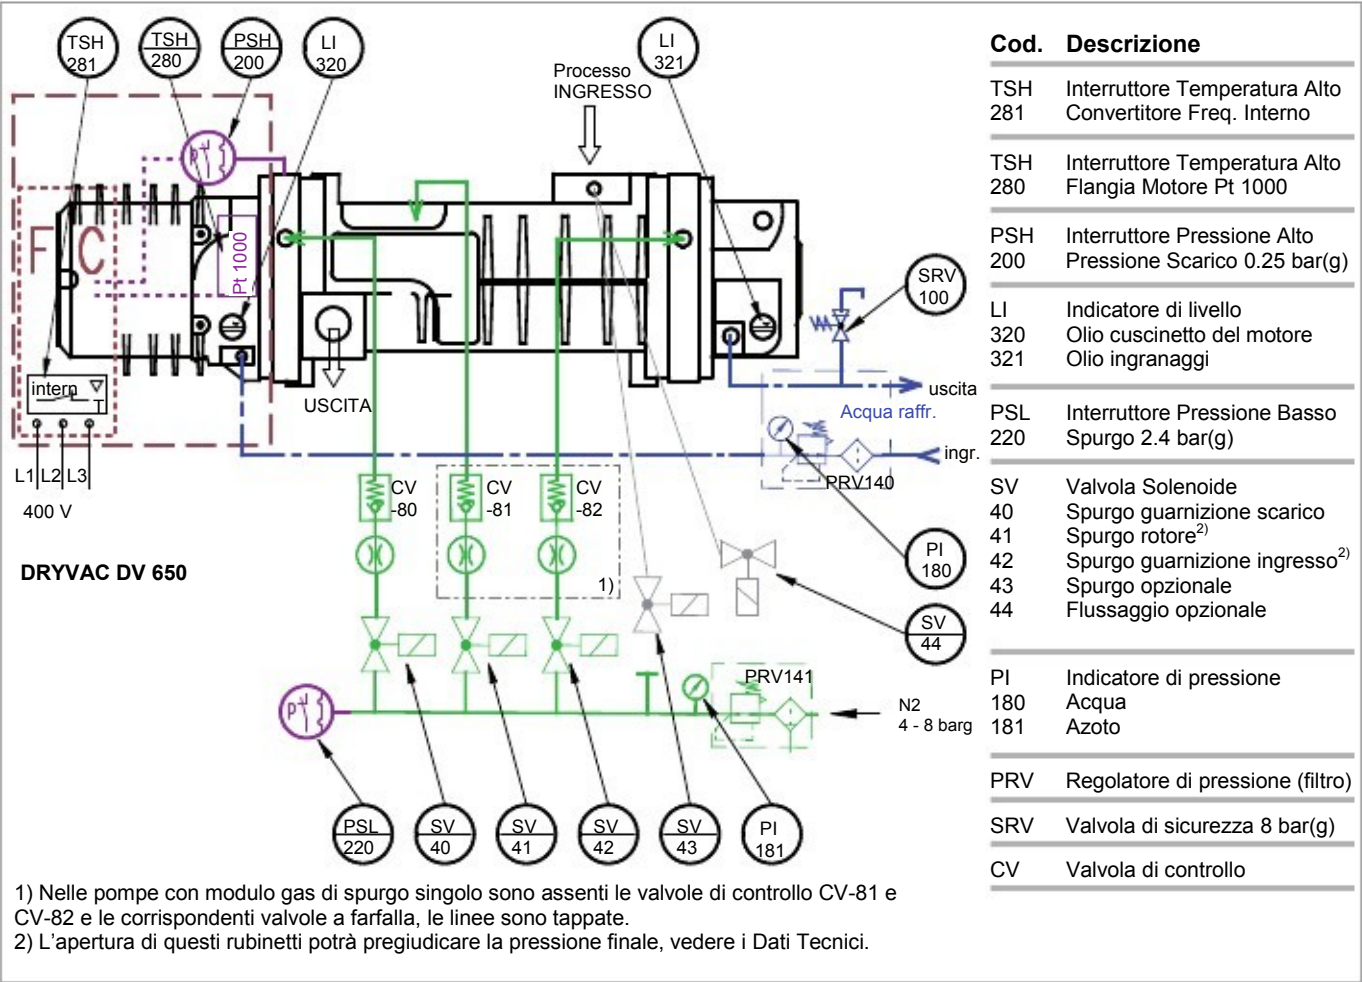 TSH
281
TSH
280
PSH
200
LI
320
LI
321
Processo
INGRESSO
F C
Pt 1000
intern
T
USCITA
L1 L2 L3
400 V
DRYVAC DV 650
SRV
100
uscita
Acqua raffr.
ingr.
PRV140
CV
-80
CV
-81
CV
-82
1)
PI
180
SV
44
PRV141
N2
4 - 8 barg
PSL
220
SV
40
SV
41
SV
42
SV
43
PI
181
1) Nelle pompe con modulo gas di spurgo singolo sono assenti le valvole di controllo CV-81 e
CV-82 e le corrispondenti valvole a farfalla, le linee sono tappate.
2) L'apertura di questi rubinetti potrà pregiudicare la pressione finale, vedere i Dati Tecnici.
Cod. Descrizione
TSH Interruttore Temperatura Alto
281 Convertitore Freq. Interno
TSH Interruttore Temperatura Alto
280 Flangia Motore Pt 1000
PSH Interruttore Pressione Alto
200 Pressione Scarico 0.25 bar(g)
LI Indicatore di livello
320 Olio cuscinetto del motore
321 Olio ingranaggi
PSL Interruttore Pressione Basso
220 Spurgo 2.4 bar(g)
SV Valvola Solenoide
40 Spurgo guarnizione scarico
41 Spurgo rotore2)
42 Spurgo guarnizione ingresso2)
43 Spurgo opzionale
44 Flussaggio opzionale
PI Indicatore di pressione
180 Acqua
181 Azoto
PRV Regolatore di pressione (filtro)
SRV Valvola di sicurezza 8 bar(g)
CV Valvola di controllo